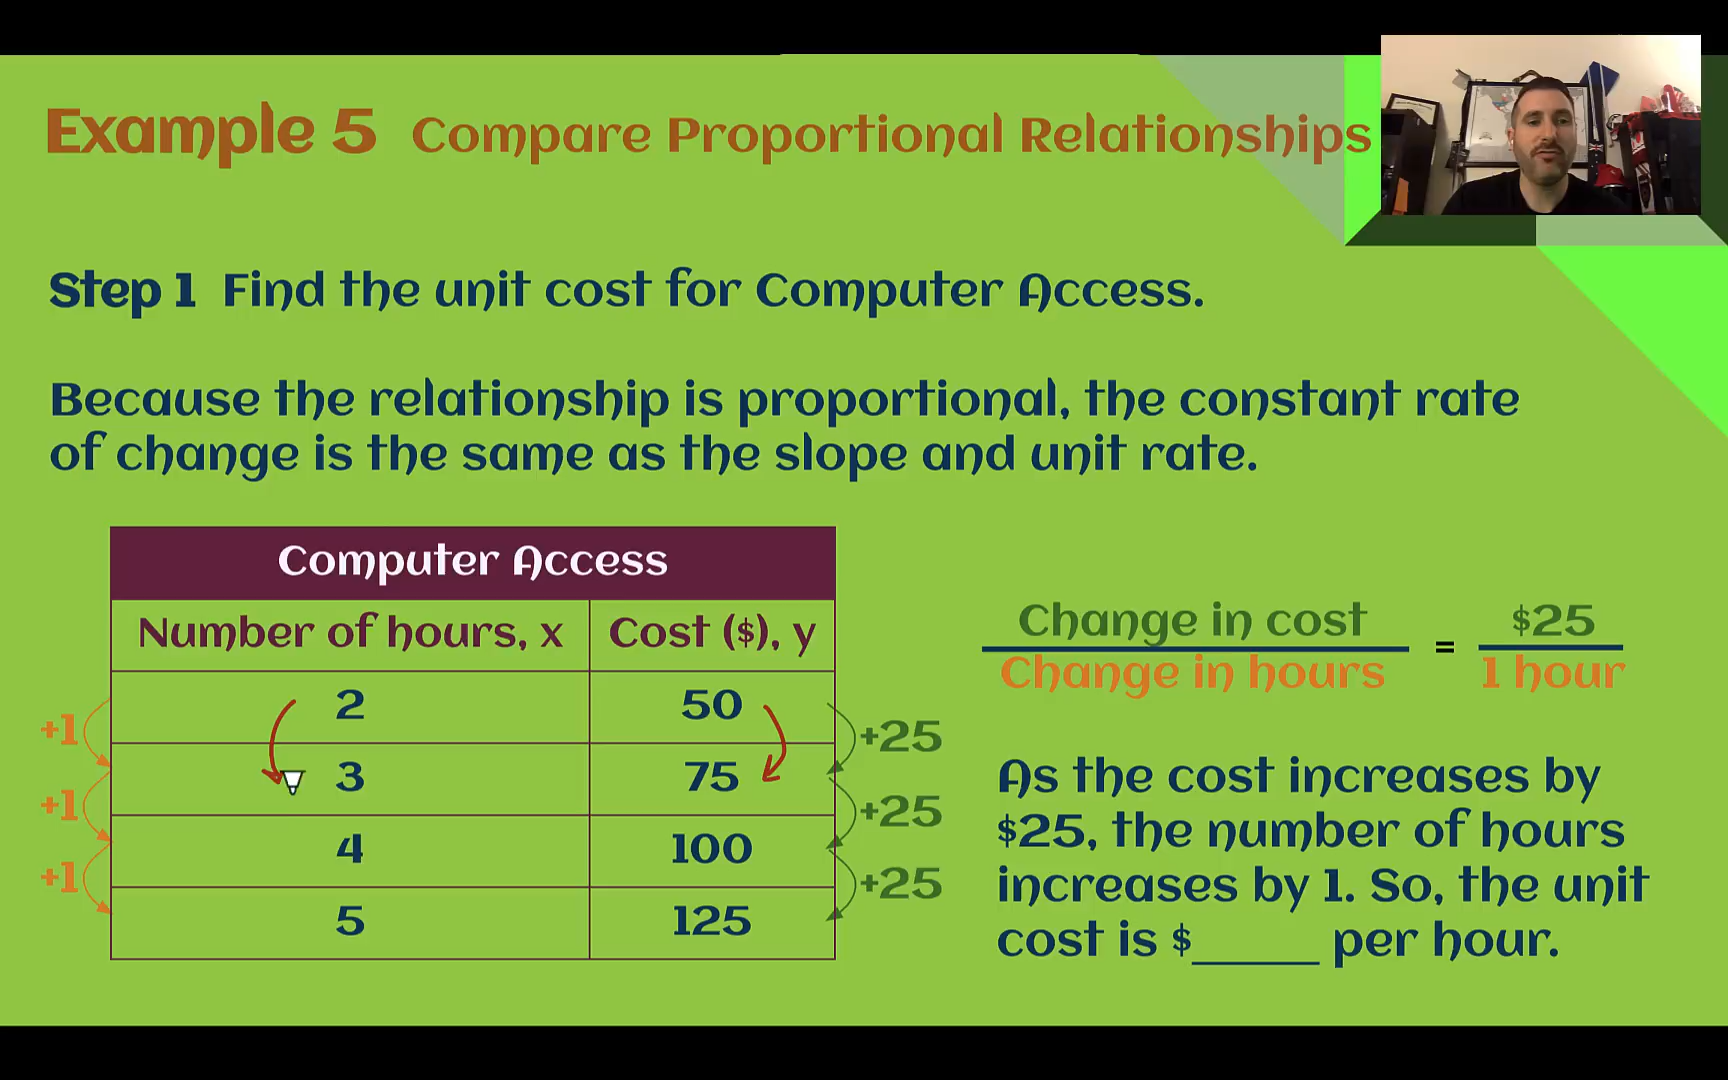 Example 5 Compare Proportional Relationships
Step 1 Find the unit cost for Computer Access.
Because the relationship is proportional, the constant rate
of change is the same as the slope and unit rate.
Computer Access
Number of hours, x Cost ($), y
2 50
+1 +25
3 75
+1 +25
4 100
+1 +25
5 125
Change in cost
Change in hours
=
$25
1 hour
As the cost increases by
$25, the number of hours
increases by 1. So, the unit
cost is $_____ per hour.